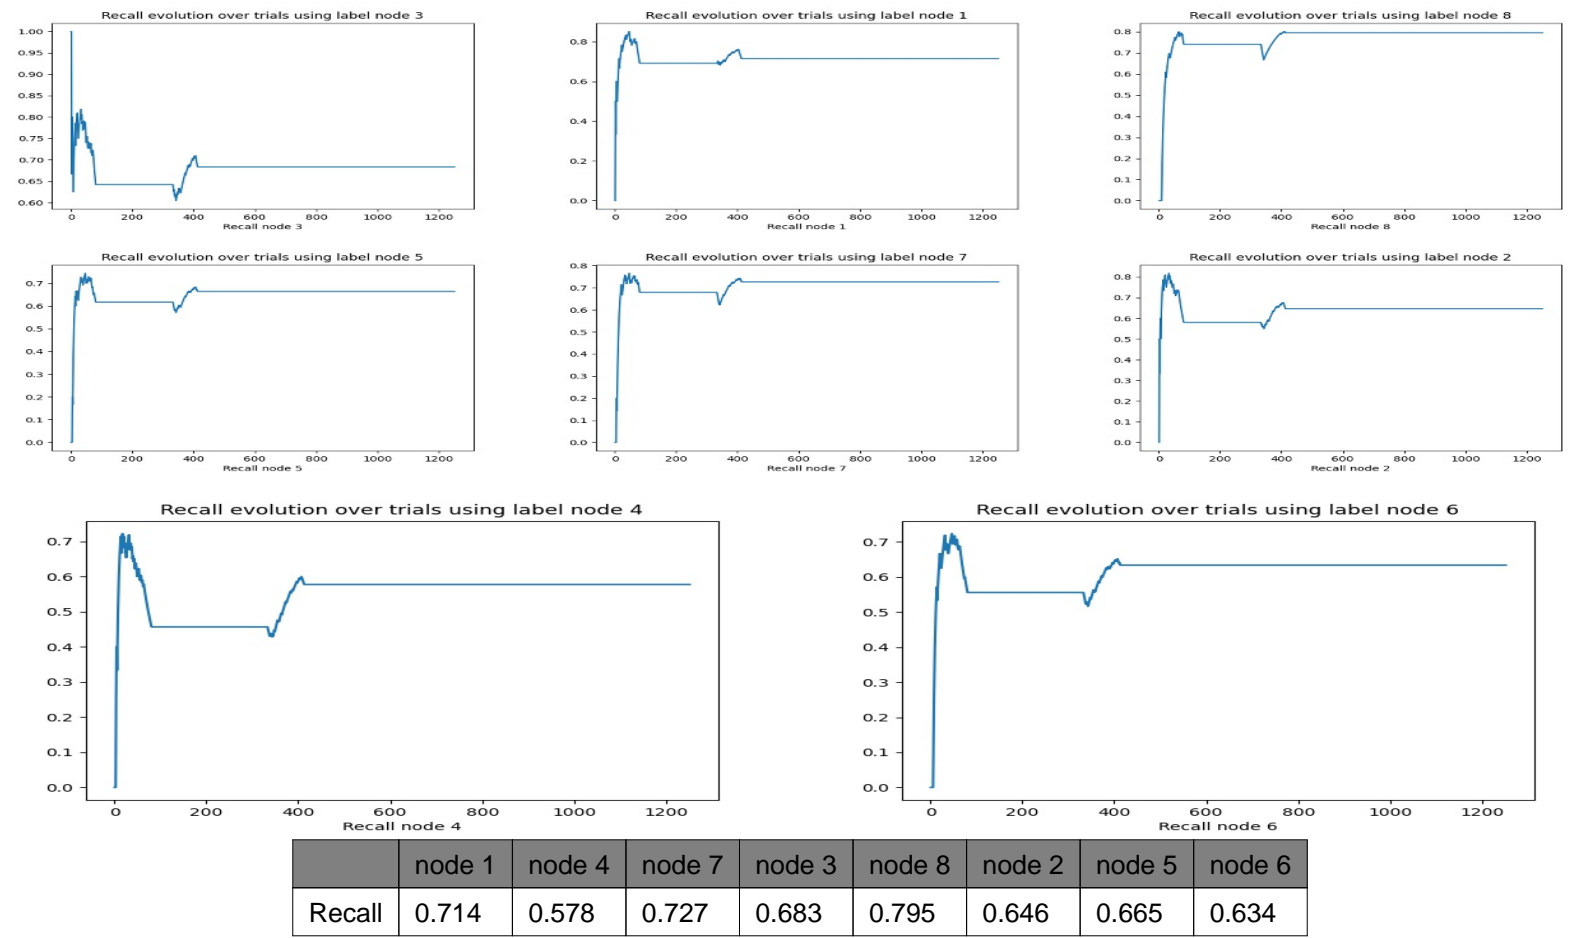 Recall evolution over trials using label node 3
1.00
0.95
0.90
0.85
0.80
0.75
0.70
0.65
0.60
0 200 400 600 800 1000 1200
Recall node 3
Recall evolution over trials using label node 1
0.8
0.6
0.4
0.2
0.0
0 200 400 600 800 1000 1200
Recall node 1
Recall evolution over trials using label node 8
0.8
0.7
0.6
0.5
0.4
0.3
0.2
0.1
0.0
0 200 400 600 800 1000 1200
Recall node 8
Recall evolution over trials using label node 5
0.7
0.6
0.5
0.4
0.3
0.2
0.1
0.0
0 200 400 600 800 1000 1200
Recall node 5
Recall evolution over trials using label node 7
0.8
0.7
0.6
0.5
0.4
0.3
0.2
0.1
0.0
0 200 400 600 800 1000 1200
Recall node 7
Recall evolution over trials using label node 2
0.8
0.7
0.6
0.5
0.4
0.3
0.2
0.1
0.0
0 200 400 600 800 1000 1200
Recall node 2
Recall evolution over trials using label node 4
0.7
0.6
0.5
0.4
0.3
0.2
0.1
0.0
0 200 400 600 800 1000 1200
Recall node 4
Recall evolution over trials using label node 6
0.7
0.6
0.5
0.4
0.3
0.2
0.1
0.0
0 200 400 600 800 1000 1200
Recall node 6
node 1 node 4 node 7 node 3 node 8 node 2 node 5 node 6
Recall 0.714 0.578 0.727 0.683 0.795 0.646 0.665 0.634